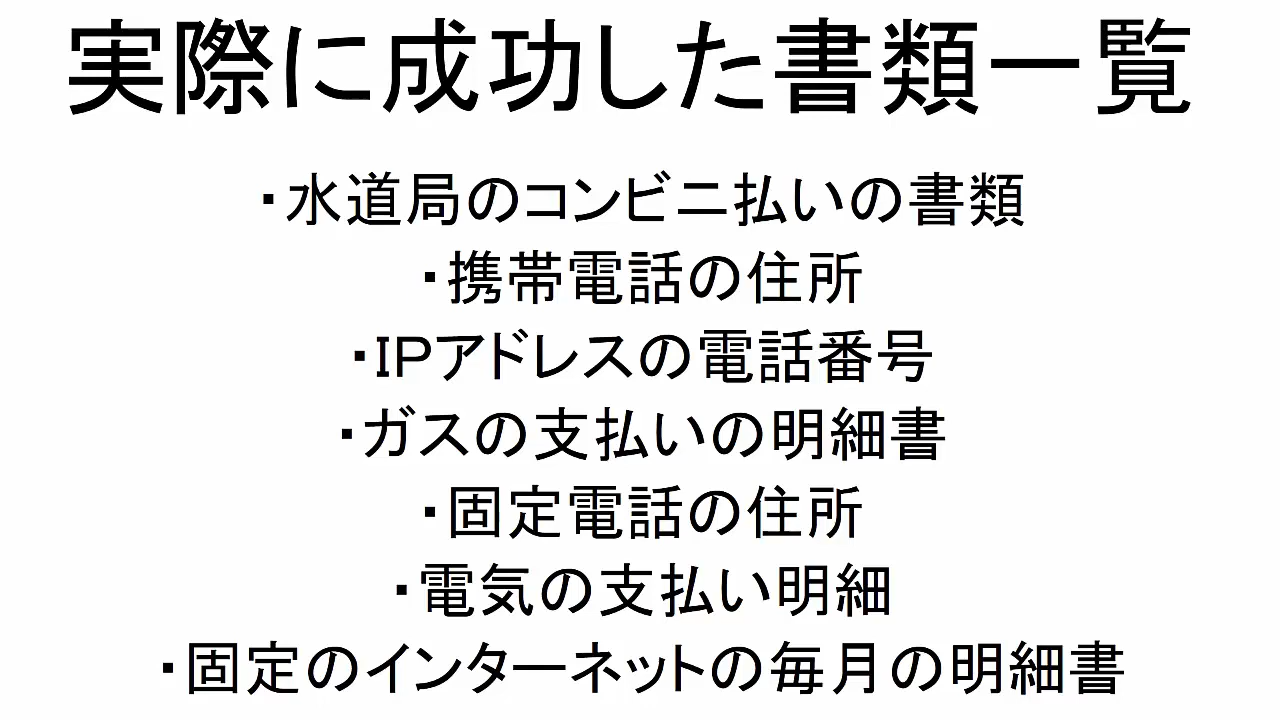 実際に成功した書類一覧
・水道局のコンビニ払いの書類
・携帯電話の住所
・IPアドレスの電話番号
・ガスの支払いの明細書
・固定電話の住所
・電気の支払い明細
・固定のインターネットの毎月の明細書